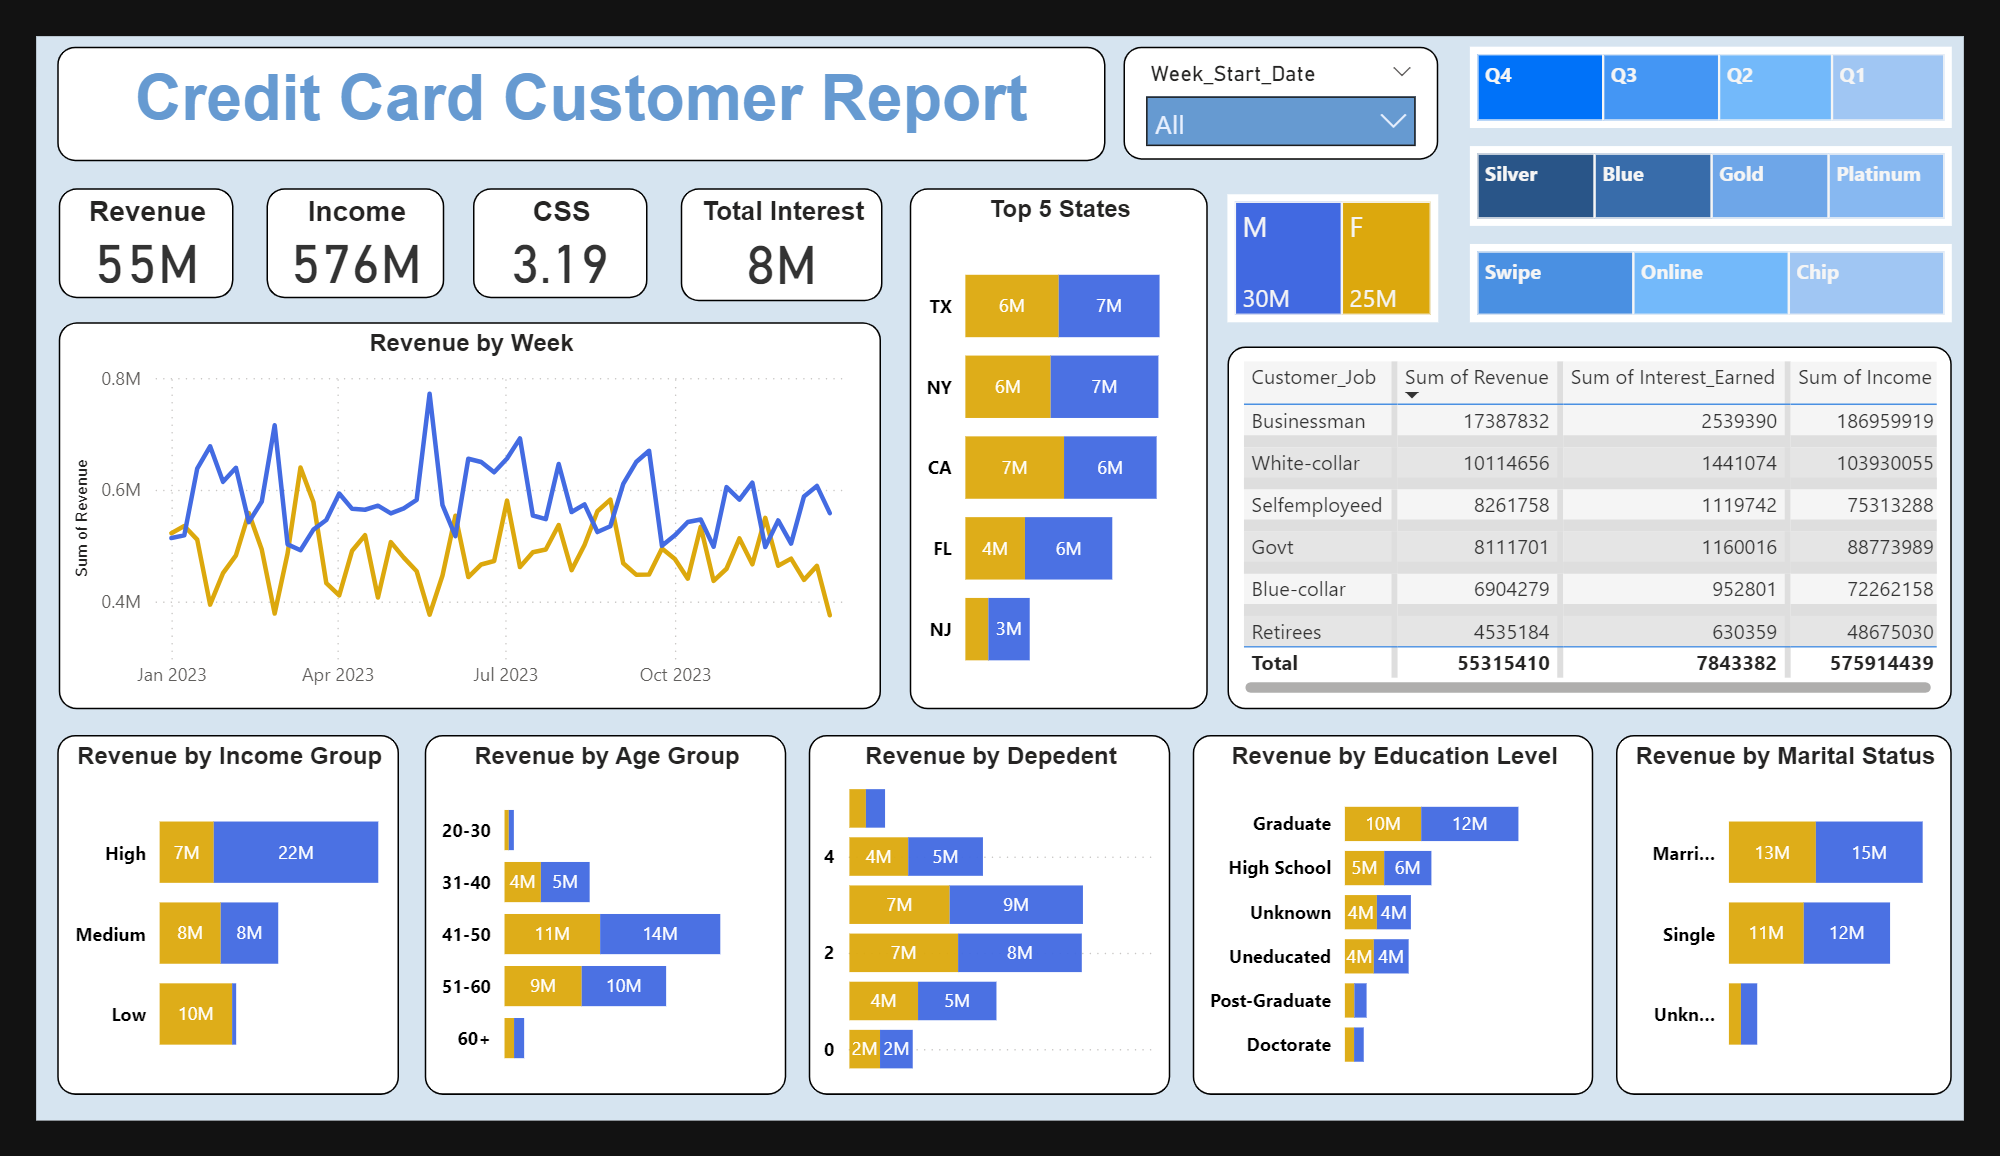 Credit Card Customer Report
Week_Start_Date
All
Q4 Q3 Q2 Q1
Silver Blue Gold Platinum
Swipe Online Chip
Revenue
55M
Income
576M
CSS
3.19
Total Interest
8M
Top 5 States
TX 6M 7M
NY 6M 7M
CA 7M 6M
FL 4M 6M
NJ 3M
M F
30M 25M
Revenue by Week
Sum of Revenue
0.8M
0.6M
0.4M
Jan 2023 Apr 2023 Jul 2023 Oct 2023
Customer_Job Sum of Revenue Sum of Interest_Earned Sum of Income
Businessman 17387832 2539390 186959919
White-collar 10114656 1441074 103930055
Selfemployeed 8261758 1119742 75313288
Govt 8111701 1160016 88773989
Blue-collar 6904279 952801 72262158
Retirees 4535184 630359 48675030
Total 55315410 7843382 575914439
Revenue by Income Group
High 7M 22M
Medium 8M 8M
Low 10M
Revenue by Age Group
20-30
31-40 4M 5M
41-50 11M 14M
51-60 9M 10M
60+
Revenue by Depedent
4 4M 5M
7M 9M
2 7M 8M
4M 5M
0 2M 2M
Revenue by Education Level
Graduate 10M 12M
High School 5M 6M
Unknown 4M 4M
Uneducated 4M 4M
Post-Graduate
Doctorate
Revenue by Marital Status
Marri... 13M 15M
Single 11M 12M
Unkn...